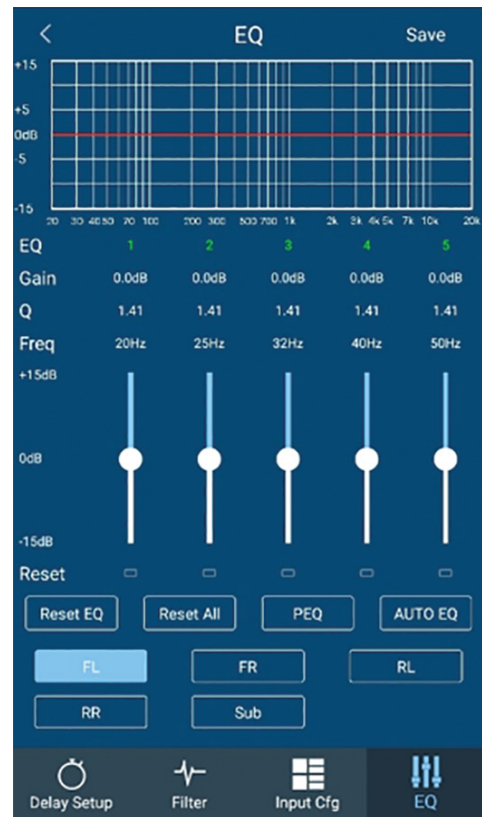 EQ Save
+15
+5
0dB
-5
-15
20 30 40 50 70 100 200 300 500 700 1k 2k 3k 4k 5k 7k 10k 20k
EQ 1 2 3 4 5
Gain 0.0dB 0.0dB 0.0dB 0.0dB 0.0dB
Q 1.41 1.41 1.41 1.41 1.41
Freq 20Hz 25Hz 32Hz 40Hz 50Hz
+15dB
0dB
-15dB
Reset
Reset EQ Reset All PEQ AUTO EQ
FL FR RL
RR Sub
Delay Setup Filter Input Cfg EQ